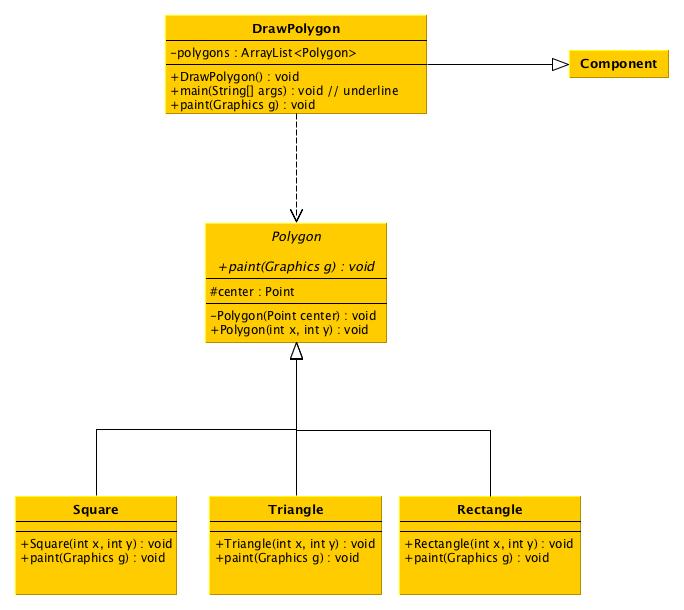 DrawPolygon
-polygons : ArrayList<Polygon>
+DrawPolygon() : void
+main(String[] args) : void // underline
+paint(Graphics g) : void
Component
Polygon
+paint(Graphics g) : void
#center : Point
-Polygon(Point center) : void
+Polygon(int x, int y) : void
Square
+Square(int x, int y) : void
+paint(Graphics g) : void
Triangle
+Triangle(int x, int y) : void
+paint(Graphics g) : void
Rectangle
+Rectangle(int x, int y) : void
+paint(Graphics g) : void